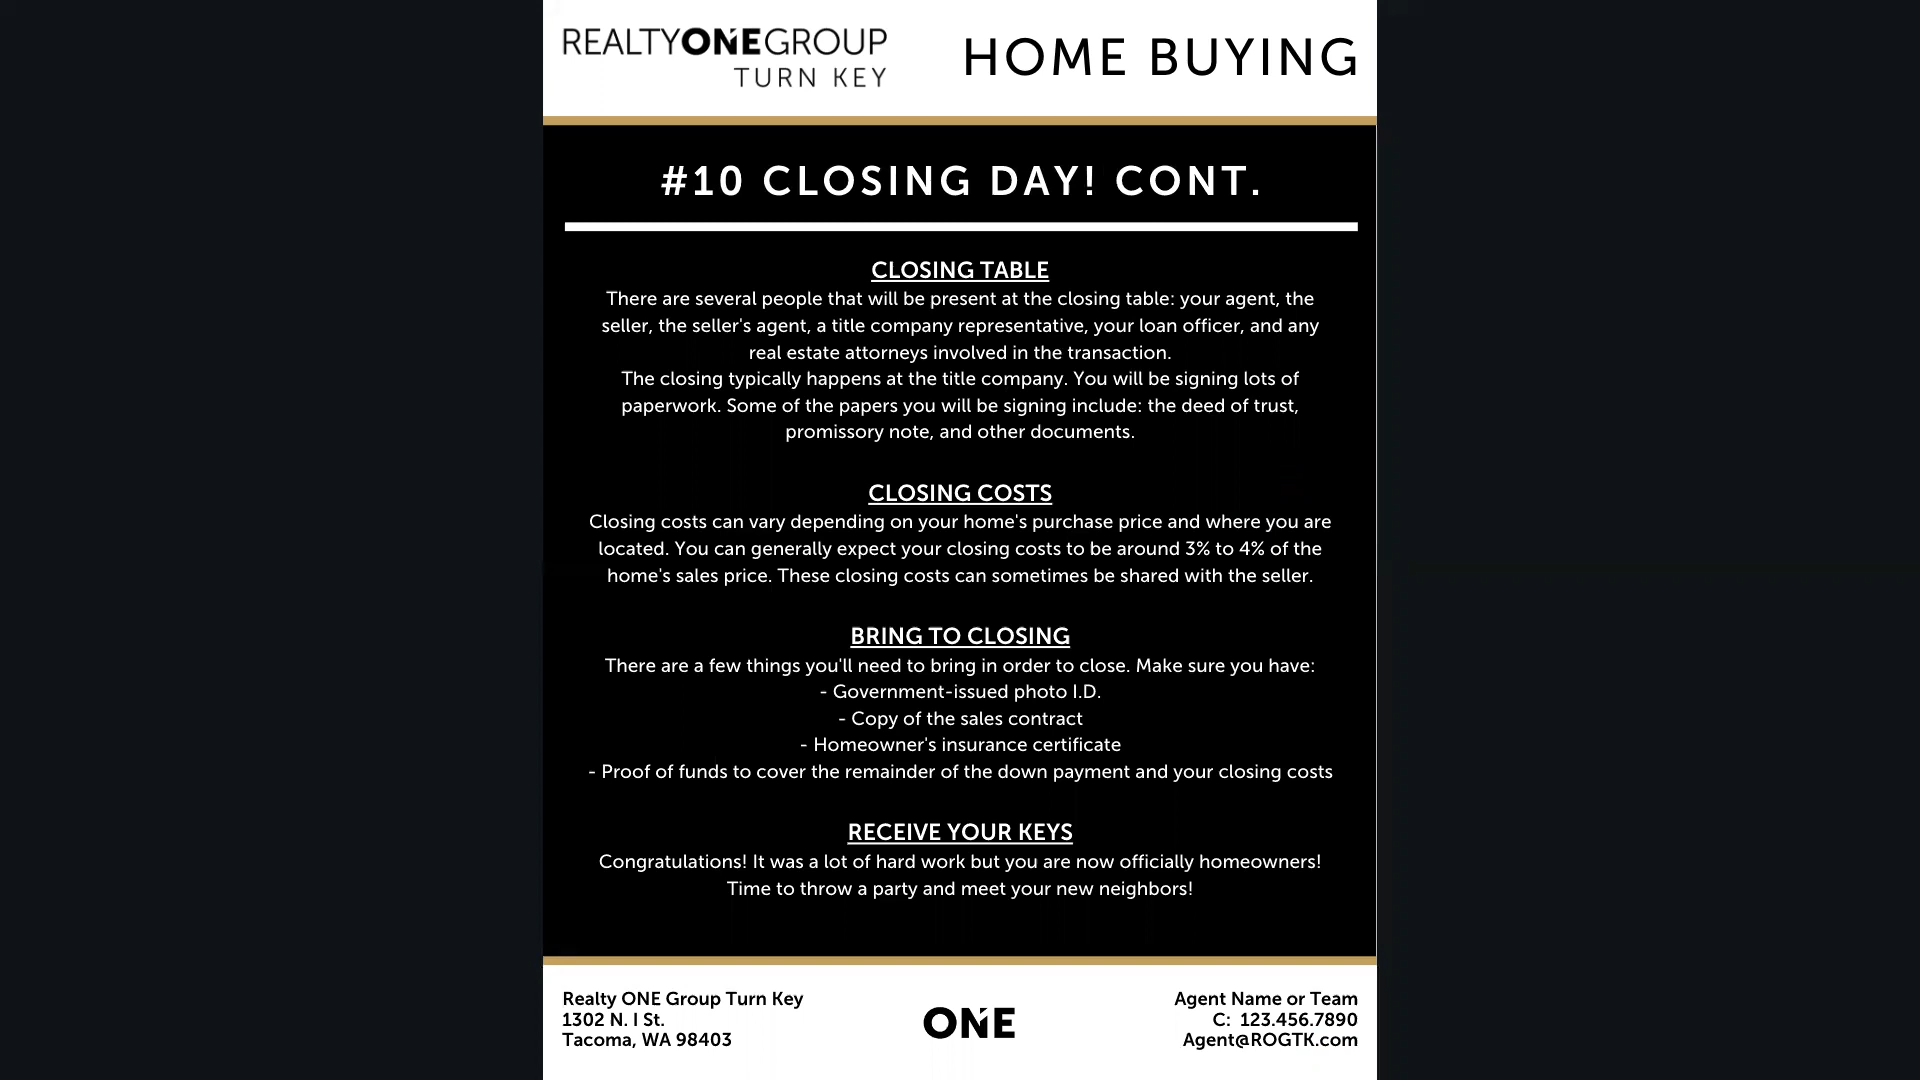 REALTYONEGROUP
TURN KEY
HOME BUYING
#10 CLOSING DAY! CONT.
CLOSING TABLE
There are several people that will be present at the closing table: your agent, the
seller, the seller's agent, a title company representative, your loan officer, and any
real estate attorneys involved in the transaction.
The closing typically happens at the title company. You will be signing lots of
paperwork. Some of the papers you will be signing include: the deed of trust,
promissory note, and other documents.
CLOSING COSTS
Closing costs can vary depending on your home's purchase price and where you are
located. You can generally expect your closing costs to be around 3% to 4% of the
home's sales price. These closing costs can sometimes be shared with the seller.
BRING TO CLOSING
There are a few things you'll need to bring in order to close. Make sure you have:
- Government-issued photo I.D.
- Copy of the sales contract
- Homeowner's insurance certificate
- Proof of funds to cover the remainder of the down payment and your closing costs
RECEIVE YOUR KEYS
Congratulations! It was a lot of hard work but you are now officially homeowners!
Time to throw a party and meet your new neighbors!
Realty ONE Group Turn Key
1302 N. I St.
Tacoma, WA 98403
ONE
Agent Name or Team
C: 123.456.7890
Agent@ROGTK.com